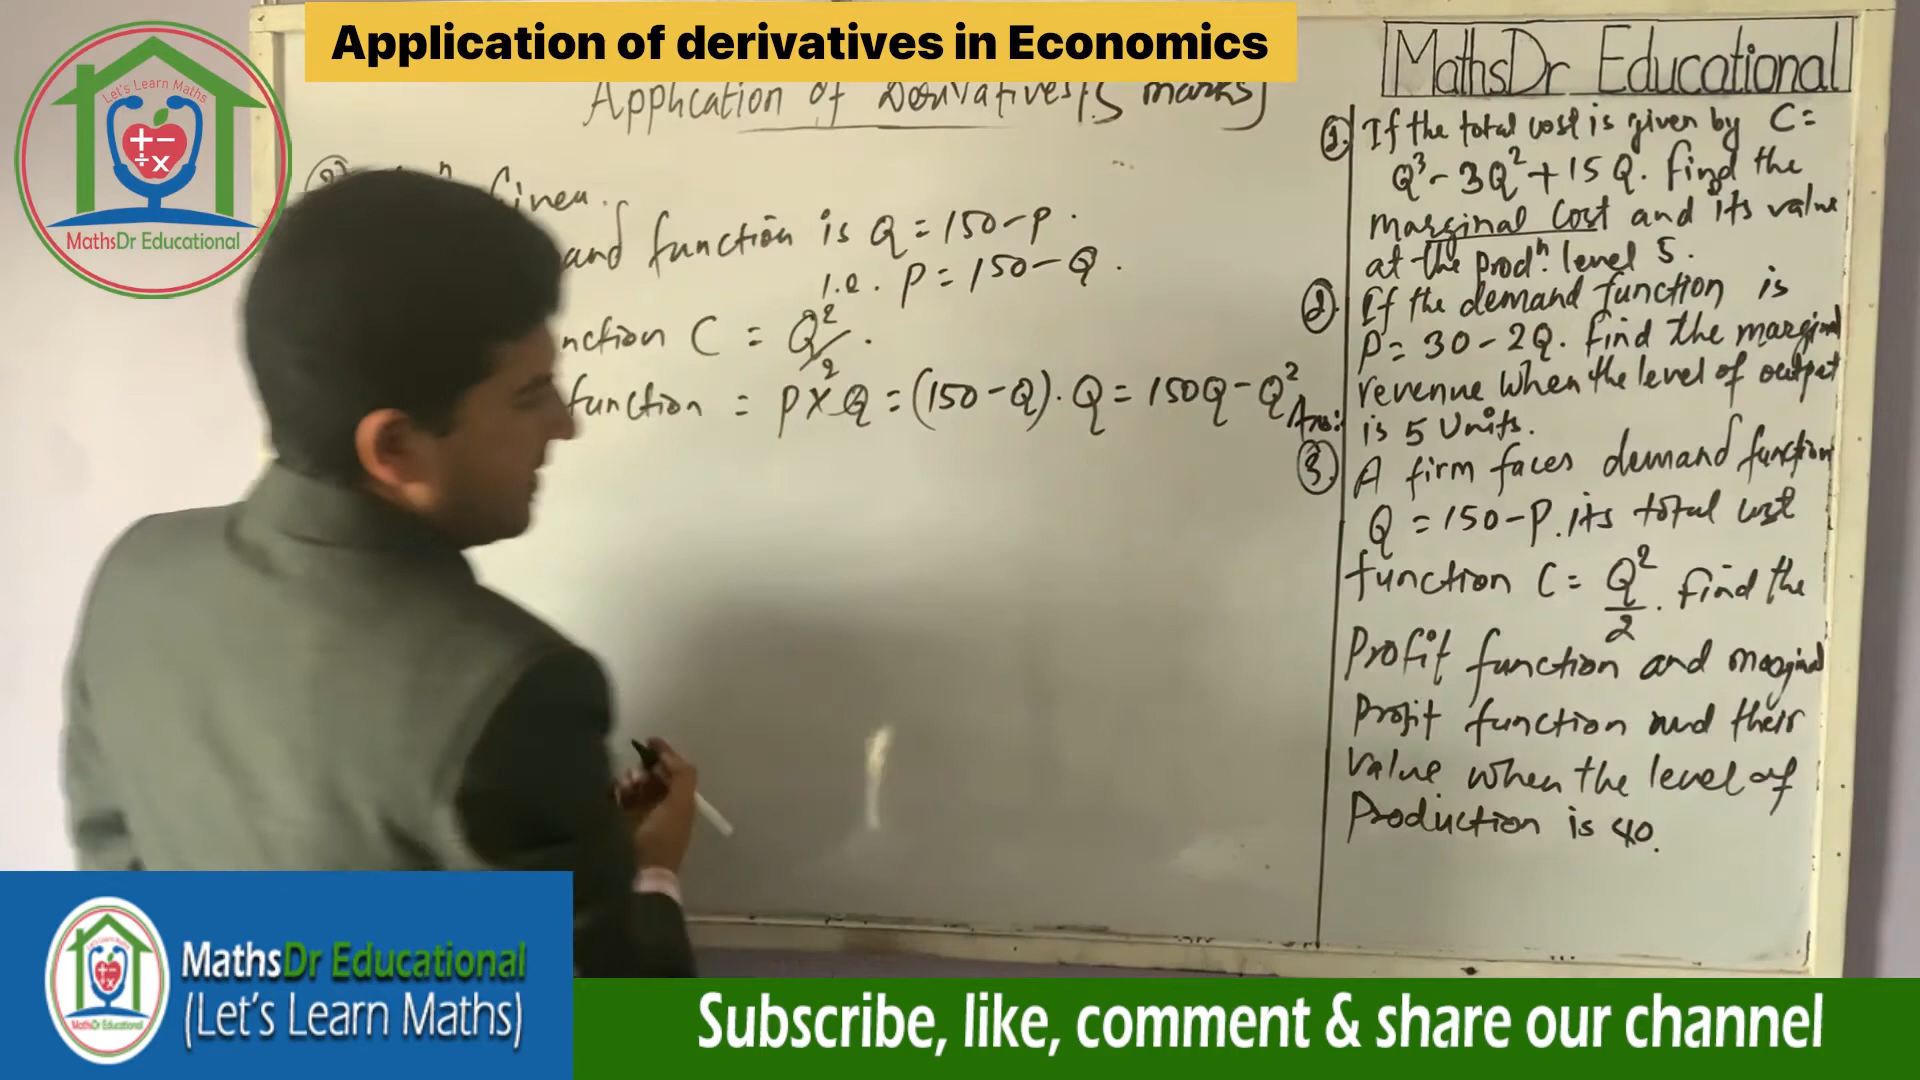 Application of derivatives in Economics
Application of Derivatives [5 marks]
Let's Learn Maths
MathsDr Educational
Given.
and function is Q = 150 - P.
i.e. P = 150 - Q.
nction C = Q²/2.
function = P × Q = (150 - Q) . Q = 150Q - Q²
MathsDr Educational
1. If the total cost is given by C =
Q³ - 3Q² + 15Q. Find the
marginal cost and its value
at the prodⁿ. level 5.
2. If the demand function is
P = 30 - 2Q. Find the marginal
revenue when the level of output
Ans: is 5 Units.
3. A firm faces demand function
Q = 150 - P. its total cost
function C = Q²/2. Find the
Profit function and marginal
Profit function and their
value when the level of
Production is 40.
MathsDr Educational
(Let's Learn Maths)
Subscribe, like, comment & share our channel